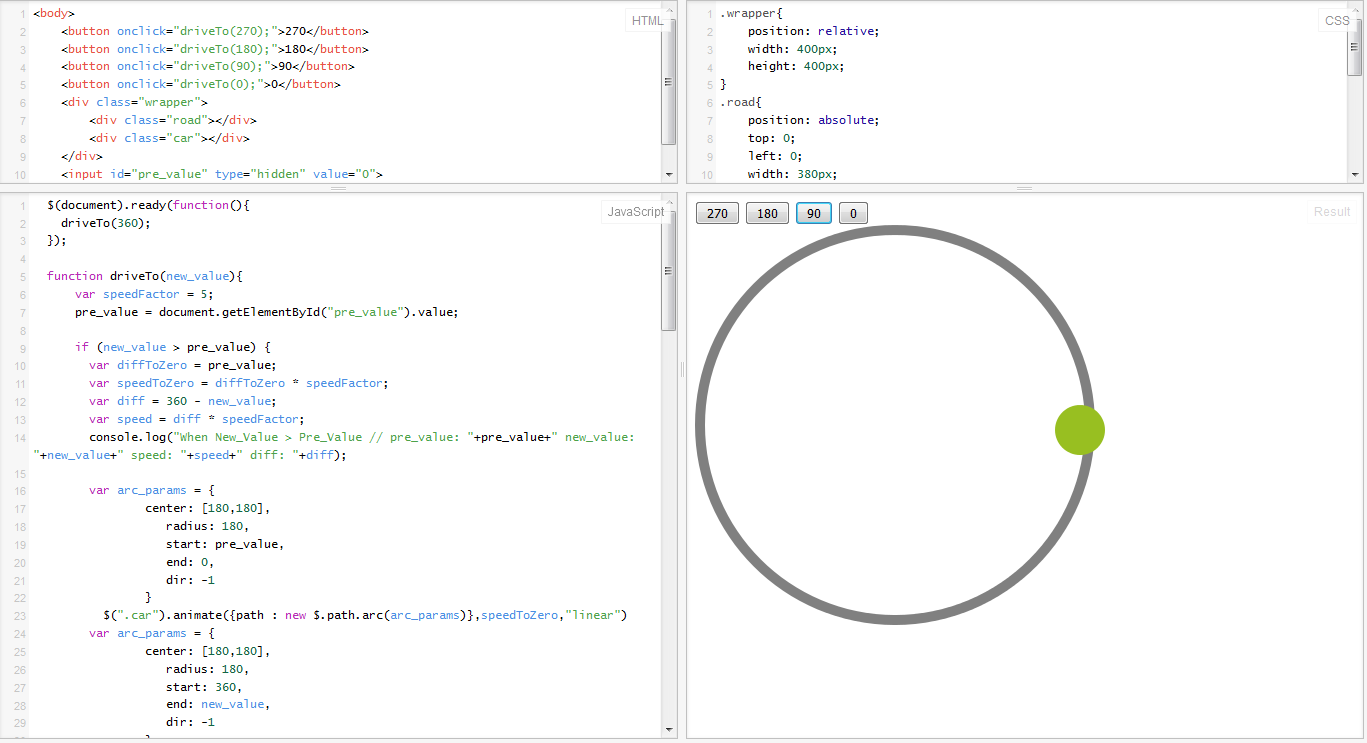 1 <body>
2 <button onclick="driveTo(270);">270</button>
3 <button onclick="driveTo(180);">180</button>
4 <button onclick="driveTo(90);">90</button>
5 <button onclick="driveTo(0);">0</button>
6 <div class="wrapper">
7 <div class="road"></div>
8 <div class="car"></div>
9 </div>
10 <input id="pre_value" type="hidden" value="0">
HTML
1 .wrapper{
2 position: relative;
3 width: 400px;
4 height: 400px;
5 }
6 .road{
7 position: absolute;
8 top: 0;
9 left: 0;
10 width: 380px;
CSS
1 $(document).ready(function(){
2 driveTo(360);
3 });
4
5 function driveTo(new_value){
6 var speedFactor = 5;
7 pre_value = document.getElementById("pre_value").value;
8
9 if (new_value > pre_value) {
10 var diffToZero = pre_value;
11 var speedToZero = diffToZero * speedFactor;
12 var diff = 360 - new_value;
13 var speed = diff * speedFactor;
14 console.log("When New_Value > Pre_Value // pre_value: "+pre_value+" new_value:
"+new_value+" speed: "+speed+" diff: "+diff);
15
16 var arc_params = {
17 center: [180,180],
18 radius: 180,
19 start: pre_value,
20 end: 0,
21 dir: -1
22 }
23 $(".car").animate({path : new $.path.arc(arc_params)},speedToZero,"linear")
24 var arc_params = {
25 center: [180,180],
26 radius: 180,
27 start: 360,
28 end: new_value,
29 dir: -1
JavaScript
270 180 90 0
Result